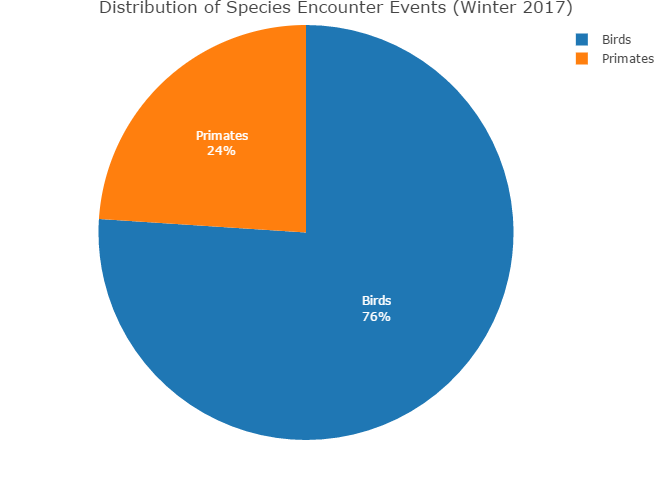 Distribution of Species Encounter Events (Winter 2017)
Birds
Primates
Primates
24%
Birds
76%